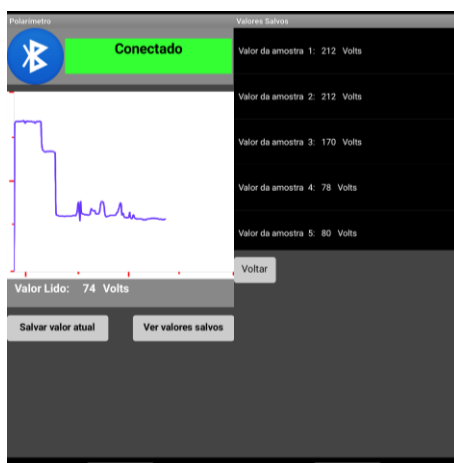 Polarimetro
Conectado
Valor Lido: 74 Volts
Salvar valor atual
Ver valores salvos
Valores Salvos
Valor da amostra 1: 212 Volts
Valor da amostra 2: 212 Volts
Valor da amostra 3: 170 Volts
Valor da amostra 4: 78 Volts
Valor da amostra 5: 80 Volts
Voltar